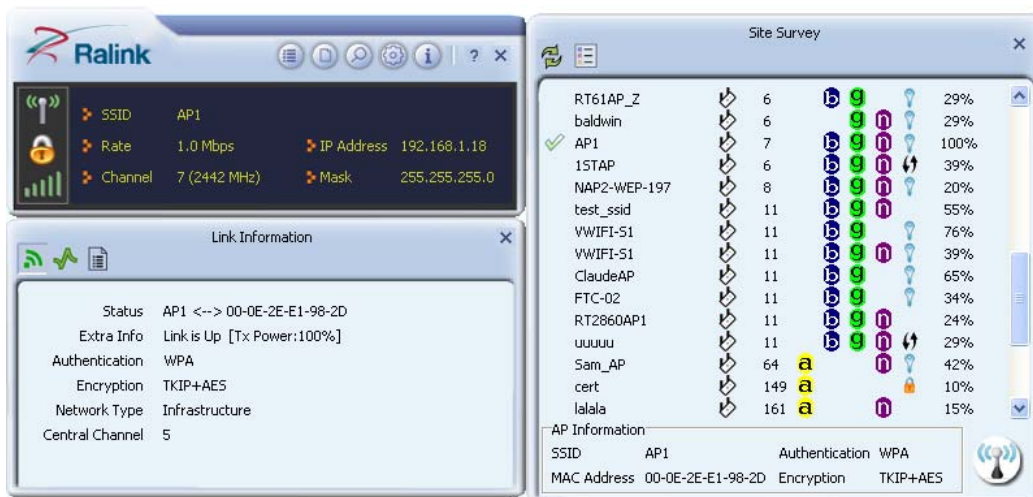 Ralink
? ×
SSID AP1
Rate 1.0 Mbps IP Address 192.168.1.18
Channel 7 (2442 MHz) Mask 255.255.255.0
Link Information
Status AP1 <--> 00-0E-2E-E1-98-2D
Extra Info Link is Up [Tx Power:100%]
Authentication WPA
Encryption TKIP+AES
Network Type Infrastructure
Central Channel 5
Site Survey
RT61AP_Z 6 b g 29%
baldwin 6 g n 29%
AP1 7 b g n 100%
1STAP 6 b g n 39%
NAP2-WEP-197 8 b g n 20%
test_ssid 11 b g n 55%
VWIFI-S1 11 b g 76%
VWIFI-S1 11 b g n 39%
ClaudeAP 11 b g 65%
FTC-02 11 b g 34%
RT2860AP1 11 b g n 24%
uuuuu 11 b g n 29%
Sam_AP 64 a n 42%
cert 149 a 10%
lalala 161 a n 15%
AP Information
SSID AP1 Authentication WPA
MAC Address 00-0E-2E-E1-98-2D Encryption TKIP+AES